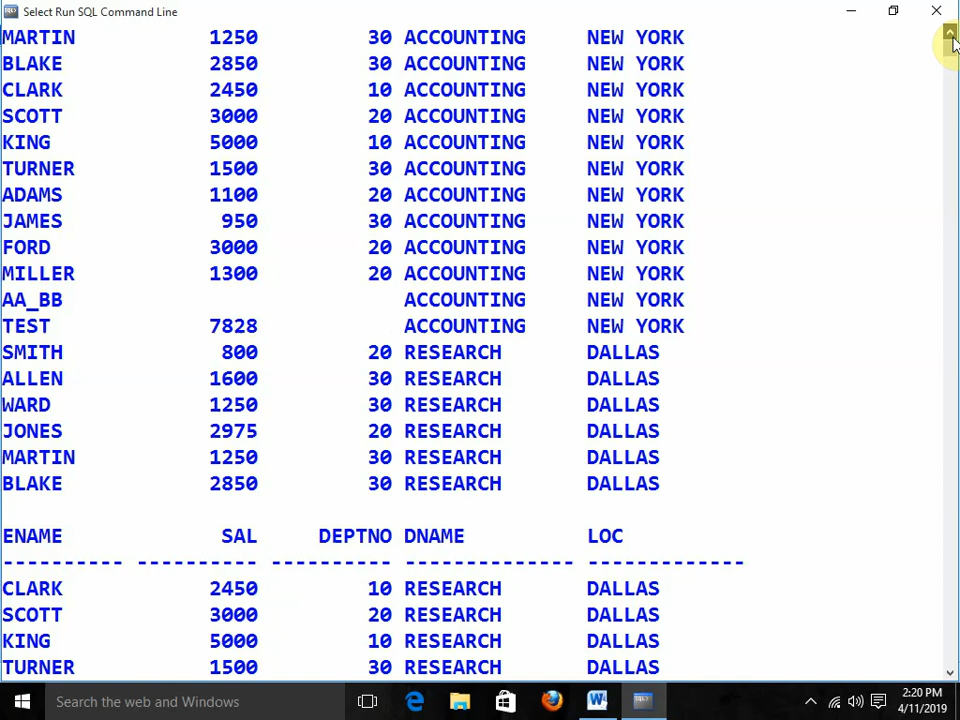 Select Run SQL Command Line
MARTIN 1250 30 ACCOUNTING NEW YORK
BLAKE 2850 30 ACCOUNTING NEW YORK
CLARK 2450 10 ACCOUNTING NEW YORK
SCOTT 3000 20 ACCOUNTING NEW YORK
KING 5000 10 ACCOUNTING NEW YORK
TURNER 1500 30 ACCOUNTING NEW YORK
ADAMS 1100 20 ACCOUNTING NEW YORK
JAMES 950 30 ACCOUNTING NEW YORK
FORD 3000 20 ACCOUNTING NEW YORK
MILLER 1300 20 ACCOUNTING NEW YORK
AA_BB ACCOUNTING NEW YORK
TEST 7828 ACCOUNTING NEW YORK
SMITH 800 20 RESEARCH DALLAS
ALLEN 1600 30 RESEARCH DALLAS
WARD 1250 30 RESEARCH DALLAS
JONES 2975 20 RESEARCH DALLAS
MARTIN 1250 30 RESEARCH DALLAS
BLAKE 2850 30 RESEARCH DALLAS
ENAME SAL DEPTNO DNAME LOC
---------- ---------- ---------- -------------- -------------
CLARK 2450 10 RESEARCH DALLAS
SCOTT 3000 20 RESEARCH DALLAS
KING 5000 10 RESEARCH DALLAS
TURNER 1500 30 RESEARCH DALLAS
Search the web and Windows
2:20 PM
4/11/2019